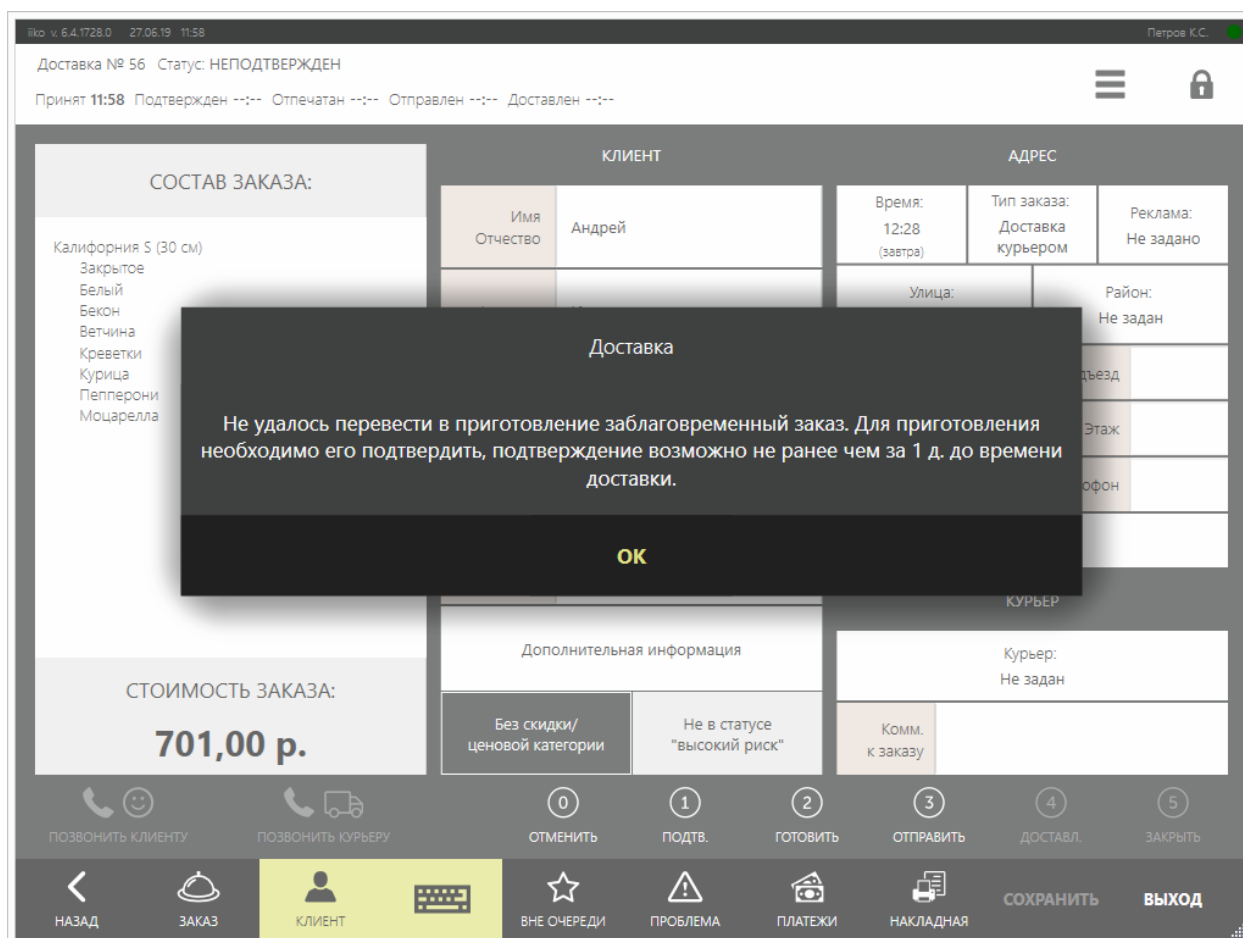 iiko v. 6.4.1728.0 27.06.19 11:58 Петров К.С.
Доставка № 56 Статус: НЕПОДТВЕРЖДЕН
Принят 11:58 Подтвержден --:-- Отпечатан --:-- Отправлен --:-- Доставлен --:--
СОСТАВ ЗАКАЗА:
Калифорния S (30 см)
Закрытое
Белый
Бекон
Ветчина
Креветки
Курица
Пепперони
Моцарелла
СТОИМОСТЬ ЗАКАЗА:
701,00 р.
КЛИЕНТ
Имя
Отчество
Андрей
Дополнительная информация
Без скидки/
ценовой категории
Не в статусе
"высокий риск"
АДРЕС
Время:
12:28
(завтра)
Тип заказа:
Доставка
курьером
Реклама:
Не задано
Улица:
Район:
Не задан
Этаж
КУРЬЕР
Курьер:
Не задан
Комм.
к заказу
Доставка
Не удалось перевести в приготовление заблаговременный заказ. Для приготовления
необходимо его подтвердить, подтверждение возможно не ранее чем за 1 д. до времени
доставки.
ОК
ПОЗВОНИТЬ КЛИЕНТУ
ПОЗВОНИТЬ КУРЬЕРУ
0
ОТМЕНИТЬ
1
ПОДТВ.
2
ГОТОВИТЬ
3
ОТПРАВИТЬ
4
ДОСТАВЛ.
5
ЗАКРЫТЬ
НАЗАД
ЗАКАЗ
КЛИЕНТ
ВНЕ ОЧЕРЕДИ
ПРОБЛЕМА
ПЛАТЕЖИ
НАКЛАДНАЯ
СОХРАНИТЬ
ВЫХОД